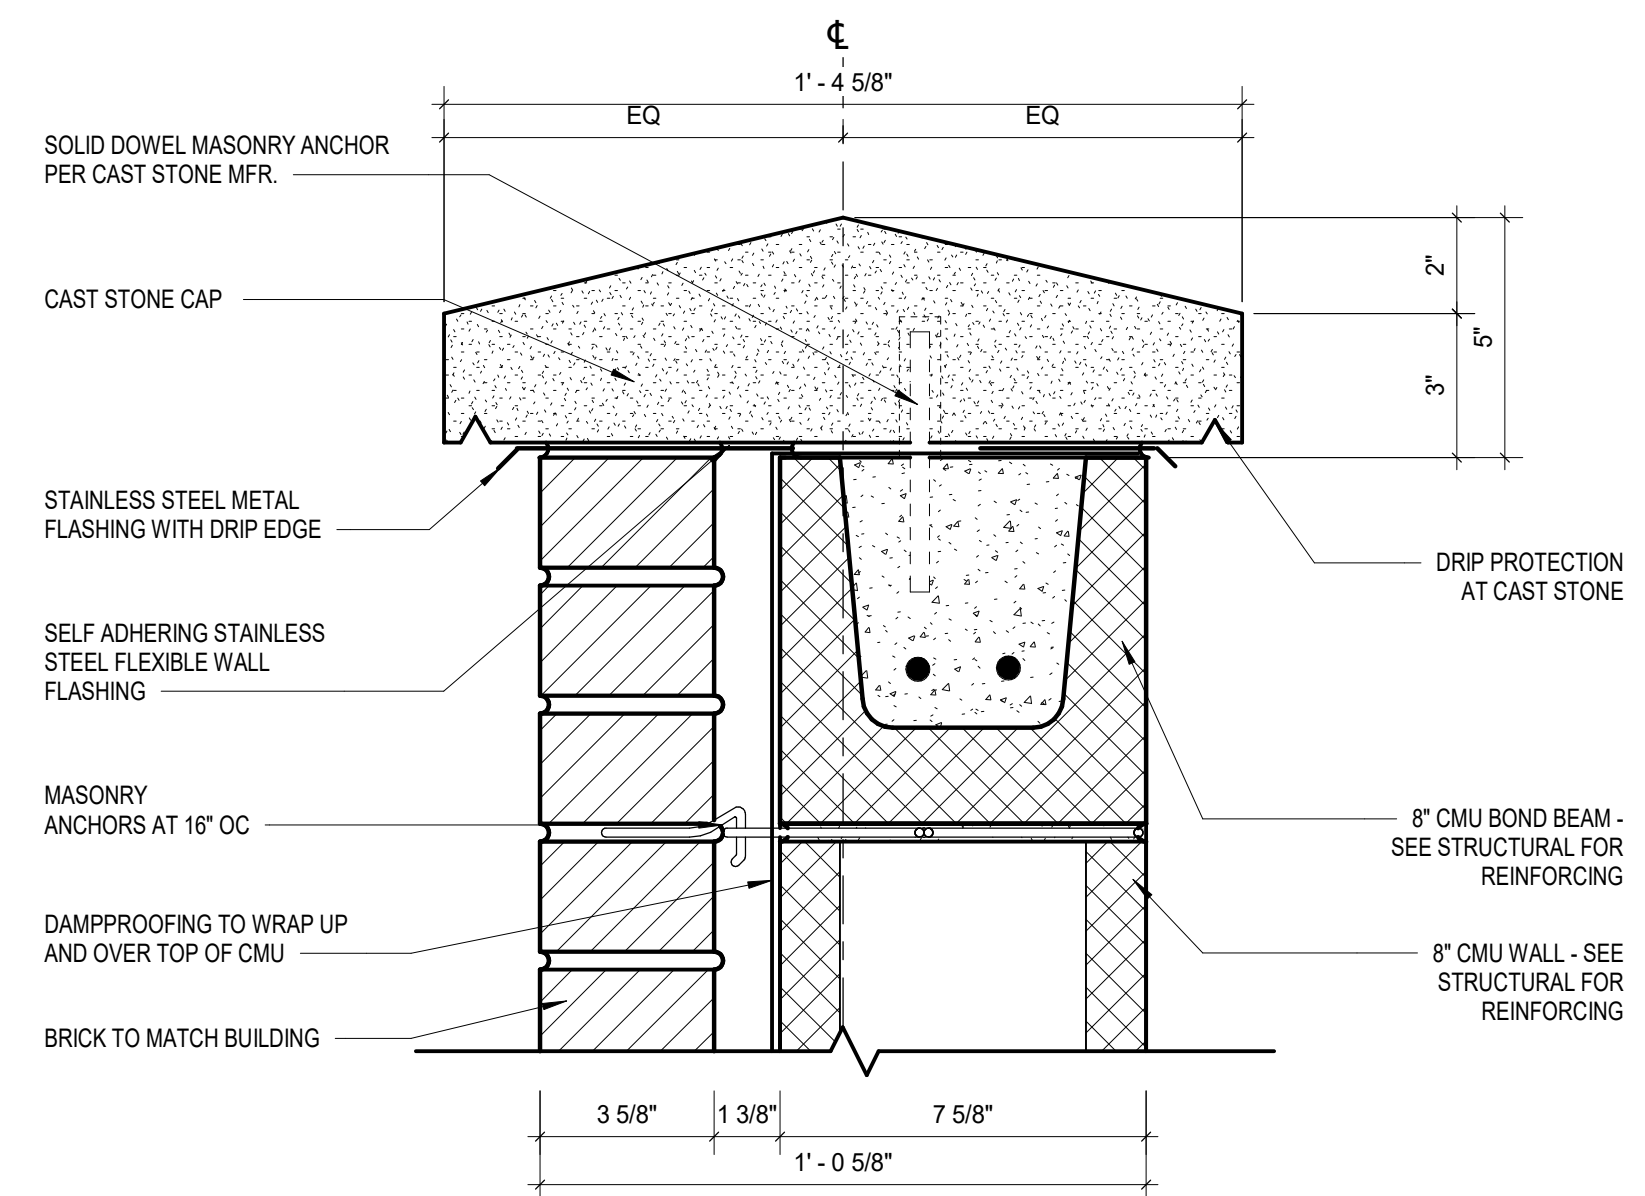 ℄
1' - 4 5/8"
EQ
EQ
SOLID DOWEL MASONRY ANCHOR
PER CAST STONE MFR.
CAST STONE CAP
2"
5"
3"
STAINLESS STEEL METAL
FLASHING WITH DRIP EDGE
DRIP PROTECTION
AT CAST STONE
SELF ADHERING STAINLESS
STEEL FLEXIBLE WALL
FLASHING
MASONRY
ANCHORS AT 16" OC
8" CMU BOND BEAM -
SEE STRUCTURAL FOR
REINFORCING
DAMPPROOFING TO WRAP UP
AND OVER TOP OF CMU
8" CMU WALL - SEE
STRUCTURAL FOR
REINFORCING
BRICK TO MATCH BUILDING
3 5/8"
1 3/8"
7 5/8"
1' - 0 5/8"